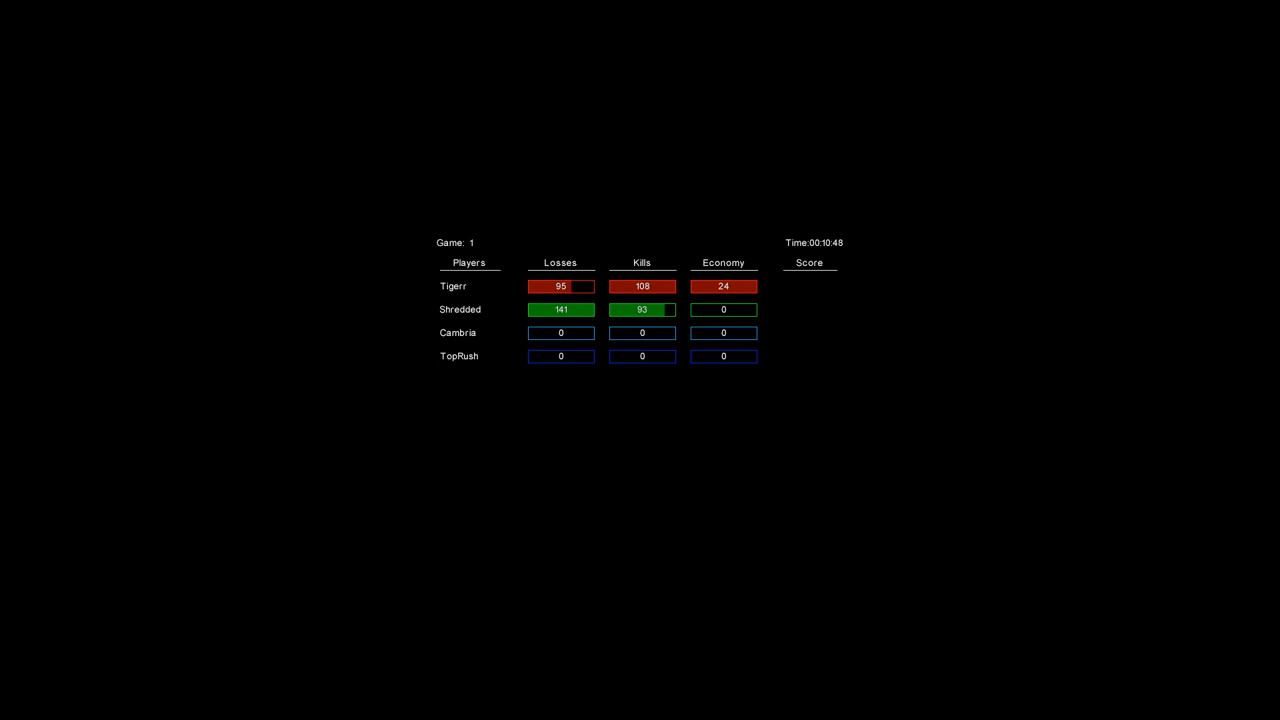 Game: 1 Time:00:10:48
Players Losses Kills Economy Score
Tigerr 95 108 24
Shredded 141 93 0
Cambria 0 0 0
TopRush 0 0 0